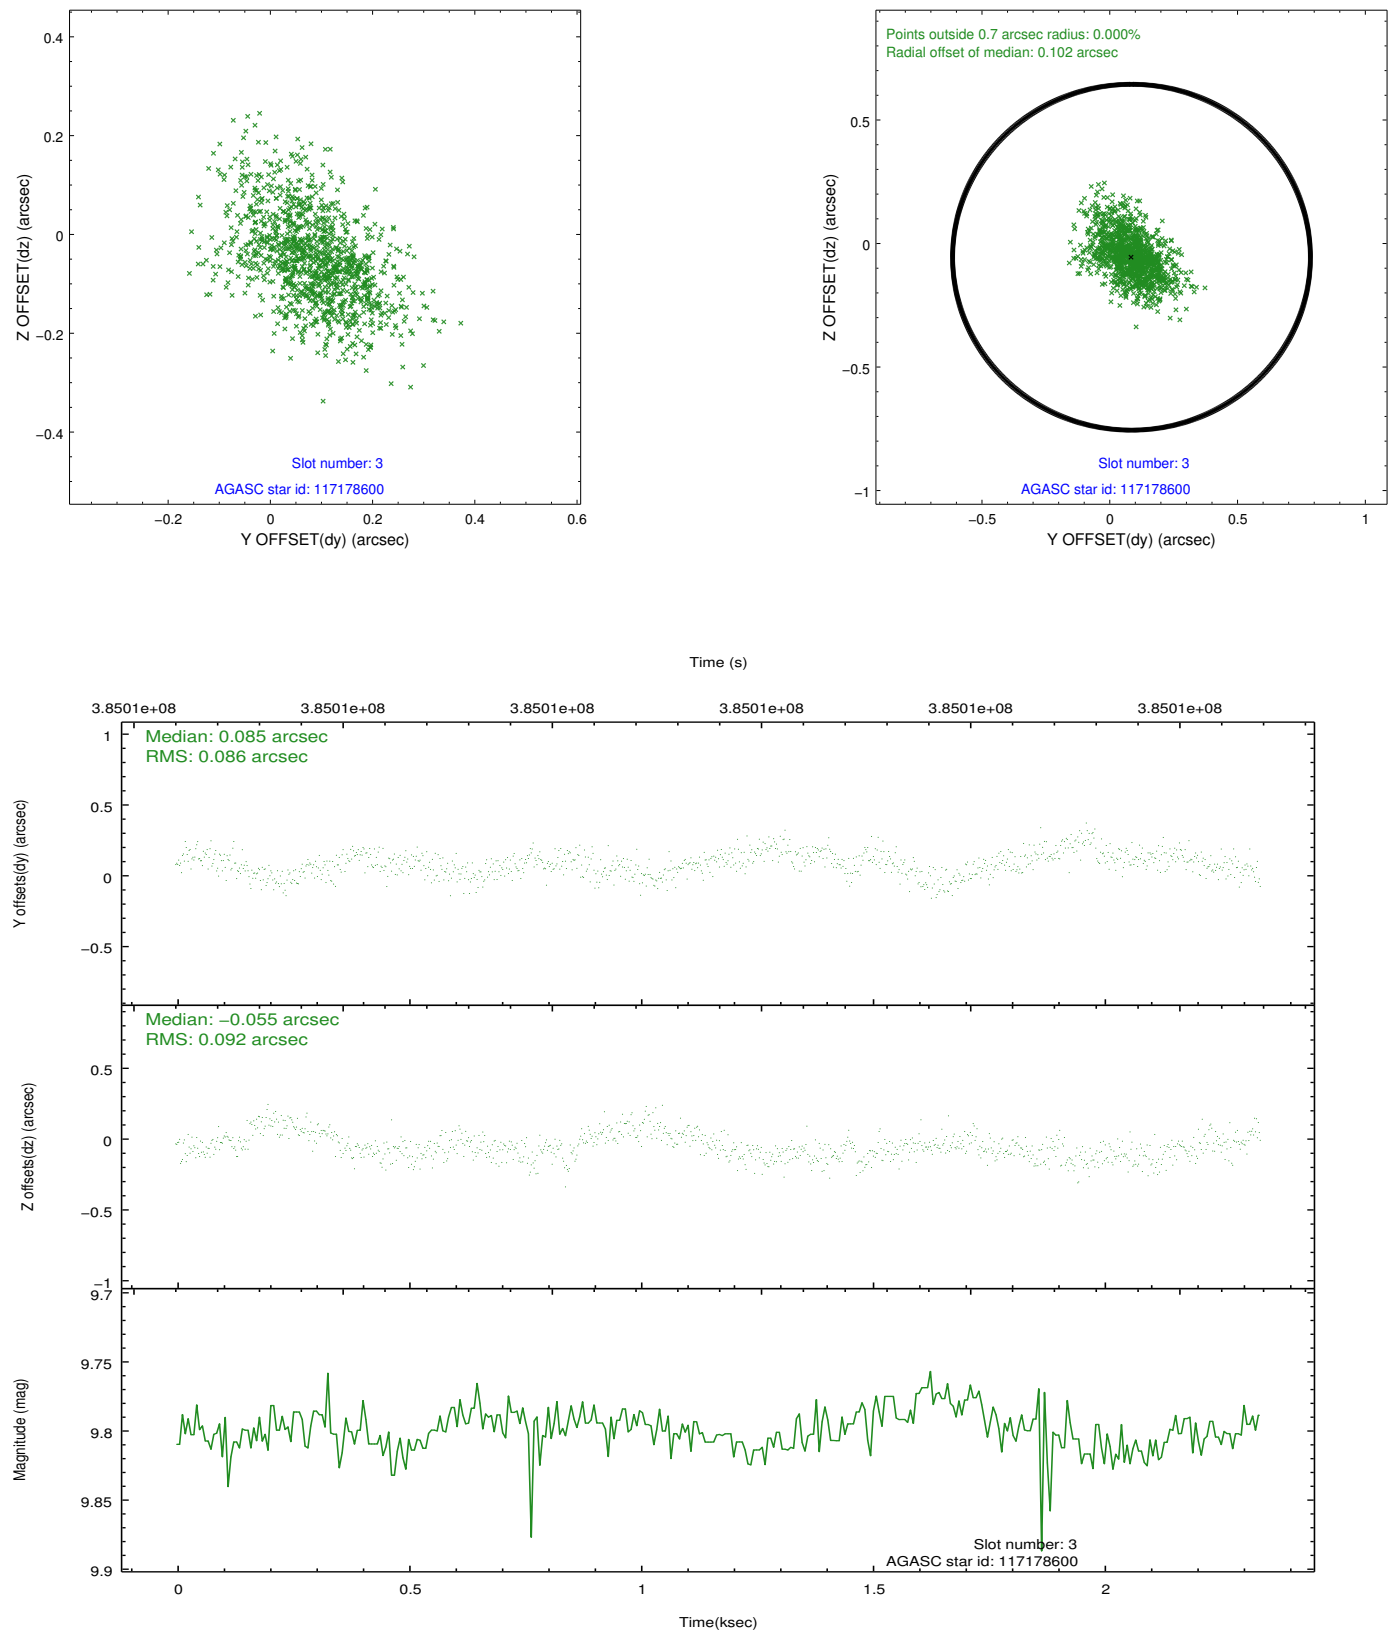 0.4
0.2
0
−0.2
−0.4
Z OFFSET(dz) (arcsec)
Slot number: 3
AGASC star id: 117178600
−0.2 0 0.2 0.4 0.6
Y OFFSET(dy) (arcsec)
Points outside 0.7 arcsec radius: 0.000%
Radial offset of median: 0.102 arcsec
0.5
0
−0.5
−1
Z OFFSET(dz) (arcsec)
Slot number: 3
AGASC star id: 117178600
−0.5 0 0.5 1
Y OFFSET(dy) (arcsec)
Time (s)
3.8501e+08 3.8501e+08 3.8501e+08 3.8501e+08 3.8501e+08 3.8501e+08
Median: 0.085 arcsec
RMS: 0.086 arcsec
1
0.5
0
−0.5
Y offsets(dy) (arcsec)
Median: −0.055 arcsec
RMS: 0.092 arcsec
0.5
0
−0.5
−1
Z offsets(dz) (arcsec)
9.7
9.75
9.8
9.85
9.9
Magnitude (mag)
Slot number: 3
AGASC star id: 117178600
0 0.5 1 1.5 2
Time(ksec)